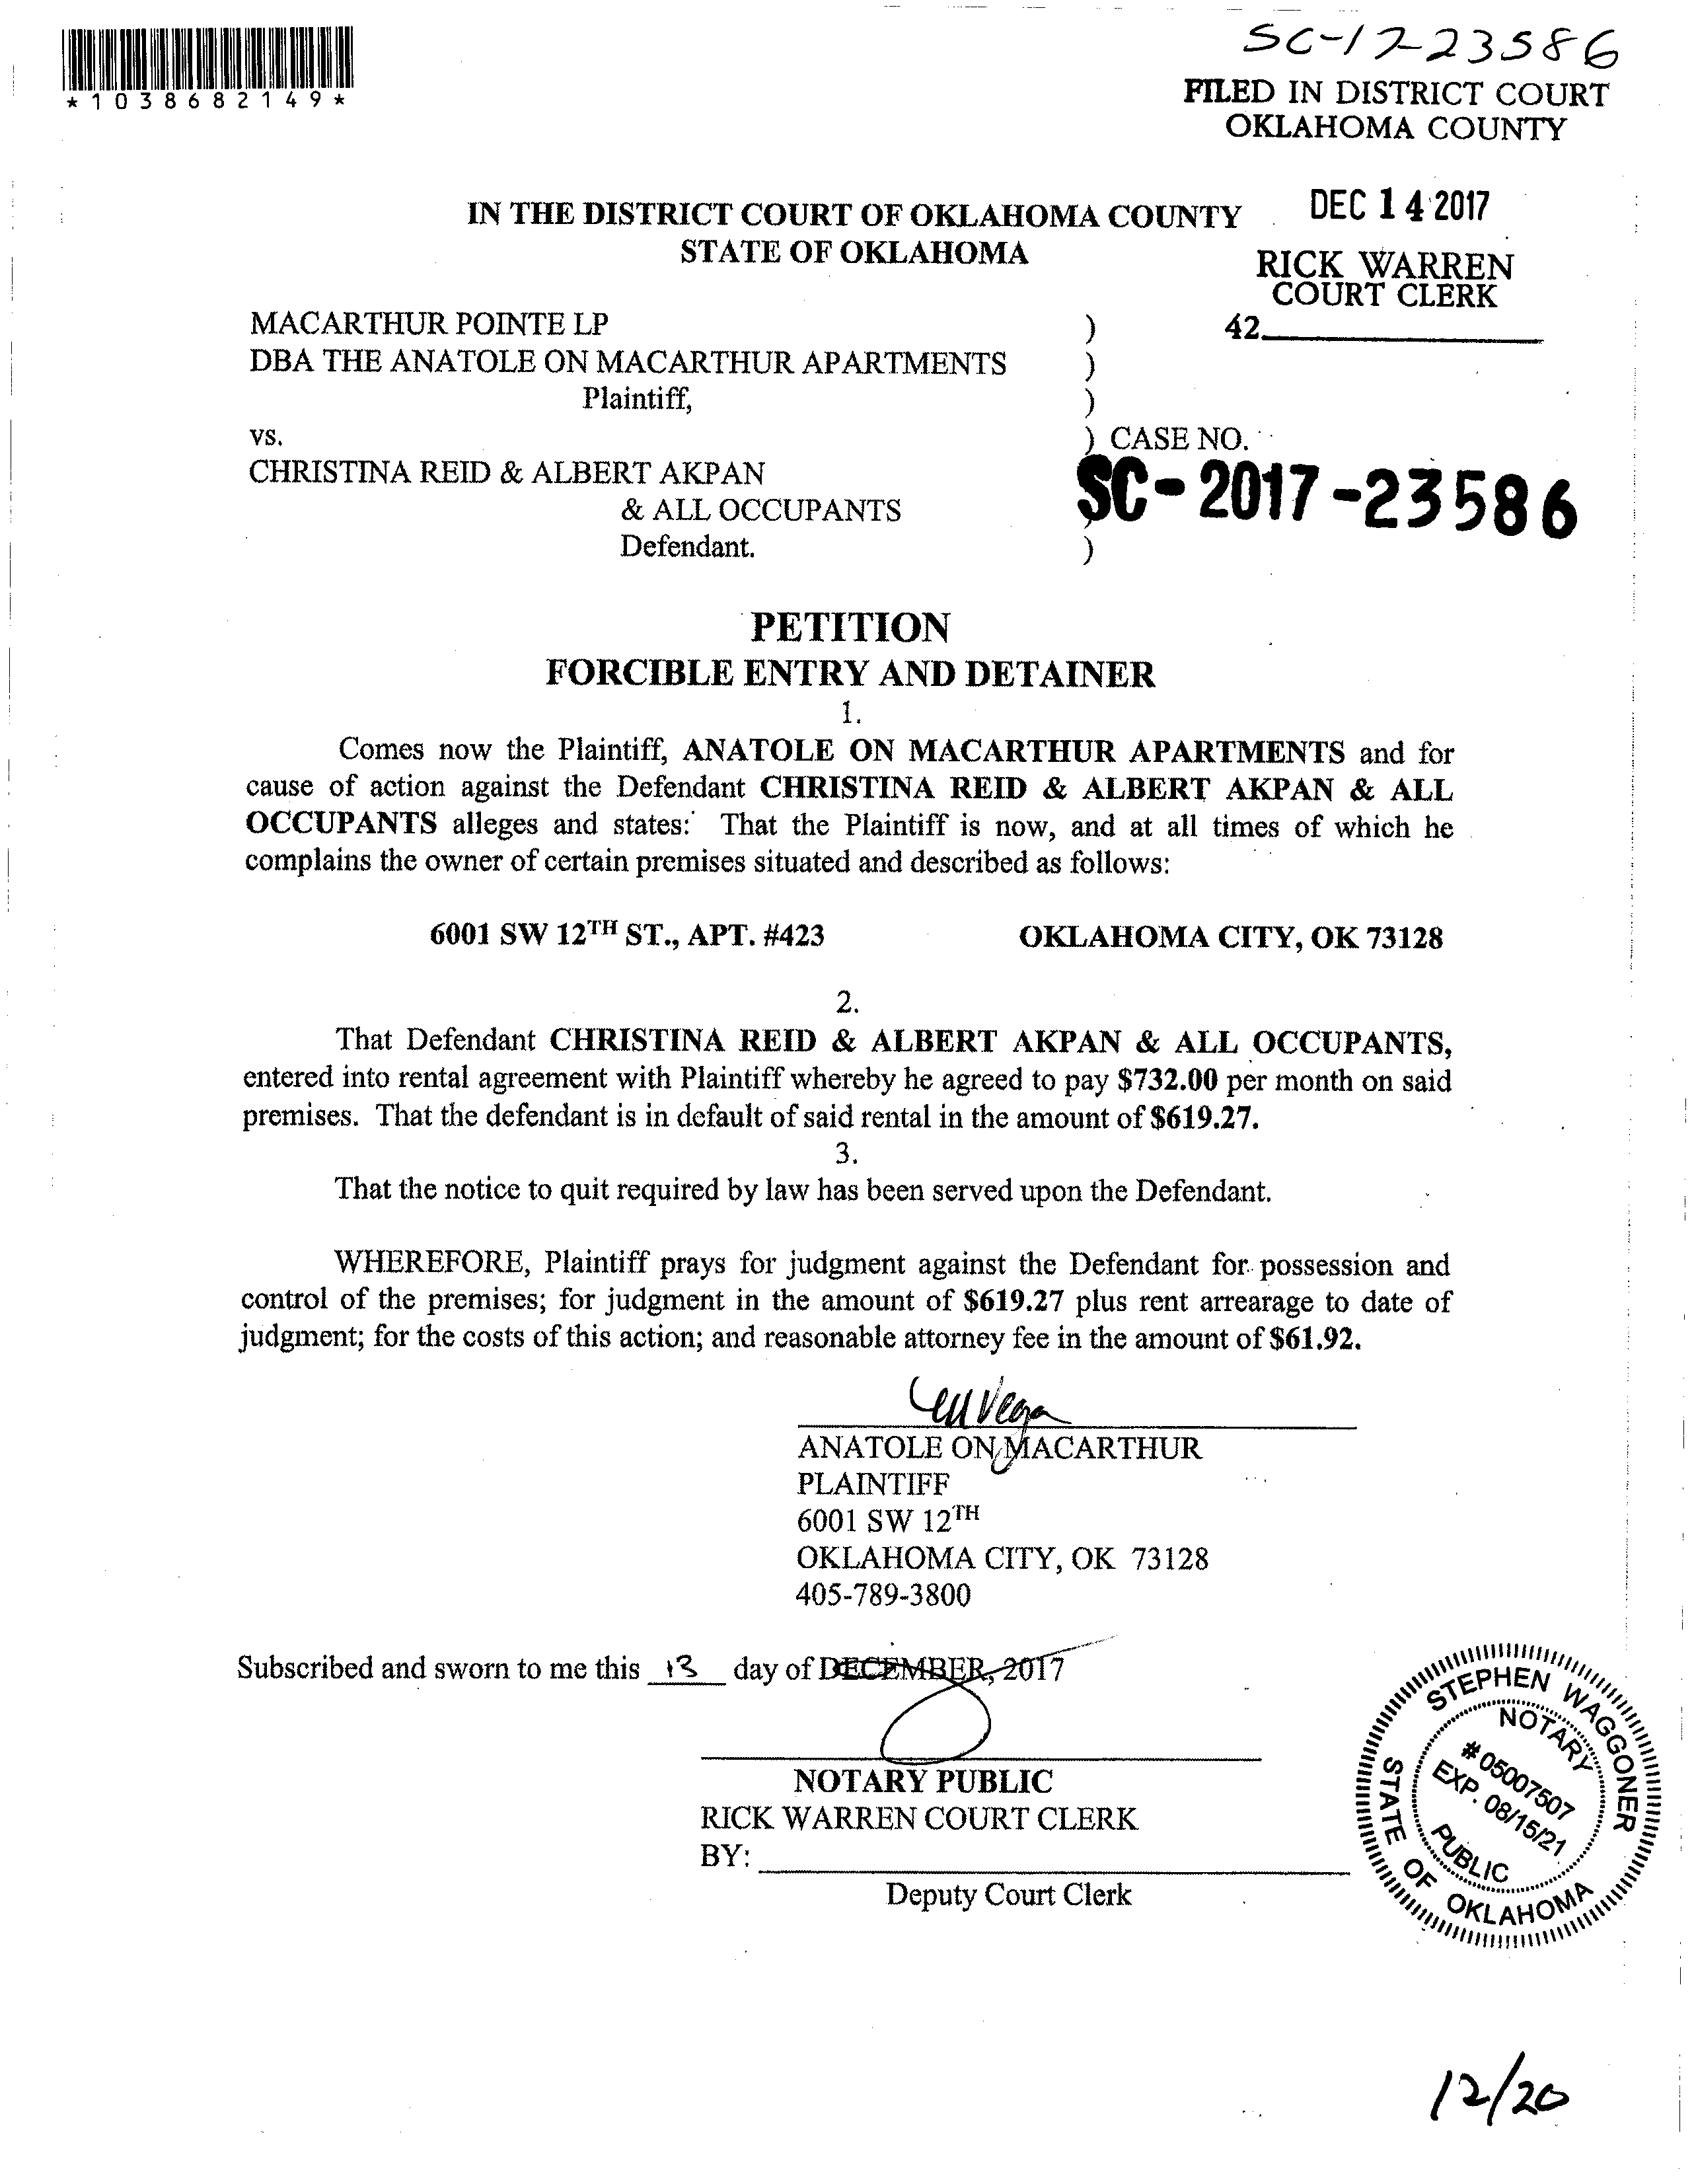 SC-17-23586
*1038682149*
FILED IN DISTRICT COURT
OKLAHOMA COUNTY
DEC 14 2017
IN THE DISTRICT COURT OF OKLAHOMA COUNTY
STATE OF OKLAHOMA
RICK WARREN
COURT CLERK
42
MACARTHUR POINTE LP )
DBA THE ANATOLE ON MACARTHUR APARTMENTS )
Plaintiff, )
vs. ) CASE NO.
CHRISTINA REID & ALBERT AKPAN
SC-2017-23586
& ALL OCCUPANTS
Defendant. )
PETITION
FORCIBLE ENTRY AND DETAINER
1.
Comes now the Plaintiff, ANATOLE ON MACARTHUR APARTMENTS and for
cause of action against the Defendant CHRISTINA REID & ALBERT AKPAN & ALL
OCCUPANTS alleges and states: That the Plaintiff is now, and at all times of which he
complains the owner of certain premises situated and described as follows:
6001 SW 12TH ST., APT. #423 OKLAHOMA CITY, OK 73128
2.
That Defendant CHRISTINA REID & ALBERT AKPAN & ALL OCCUPANTS,
entered into rental agreement with Plaintiff whereby he agreed to pay $732.00 per month on said
premises. That the defendant is in default of said rental in the amount of $619.27.
3.
That the notice to quit required by law has been served upon the Defendant.
WHEREFORE, Plaintiff prays for judgment against the Defendant for possession and
control of the premises; for judgment in the amount of $619.27 plus rent arrearage to date of
judgment; for the costs of this action; and reasonable attorney fee in the amount of $61.92.
ANATOLE ON MACARTHUR
PLAINTIFF
6001 SW 12TH
OKLAHOMA CITY, OK 73128
405-789-3800
Subscribed and sworn to me this 13 day of DECEMBER, 2017
NOTARY PUBLIC
RICK WARREN COURT CLERK
BY:
Deputy Court Clerk
STEPHEN WAGGONER
NOTARY
# 05007507
EXP. 08/15/21
PUBLIC
STATE OF OKLAHOMA
12/20